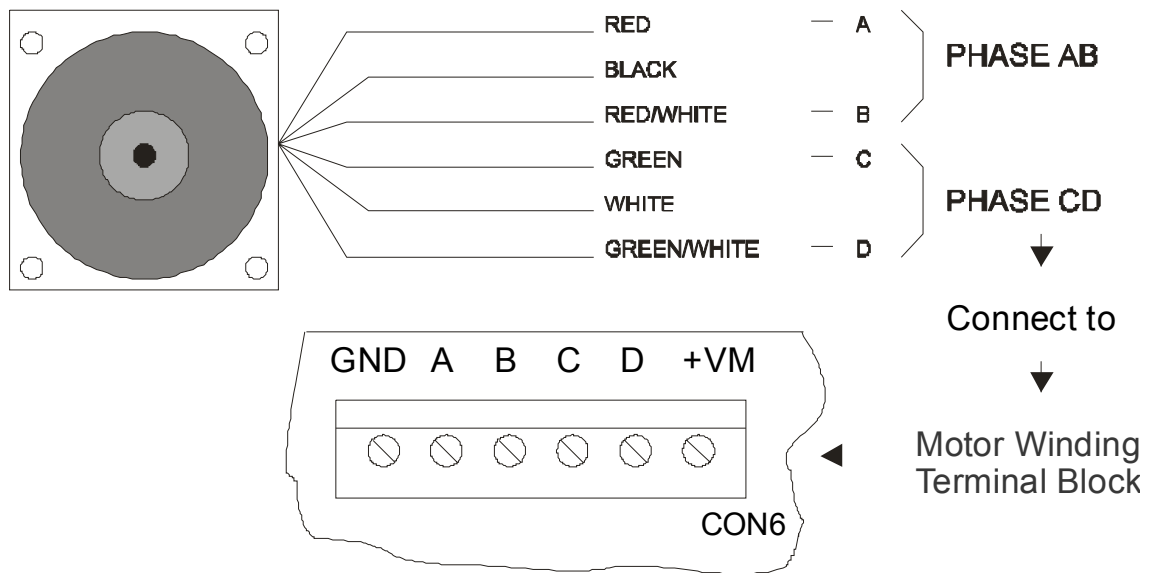 RED — A
BLACK
RED/WHITE — B
PHASE AB
GREEN — C
WHITE
GREEN/WHITE — D
PHASE CD
Connect to
Motor Winding
Terminal Block
GND A B C D +VM
CON6